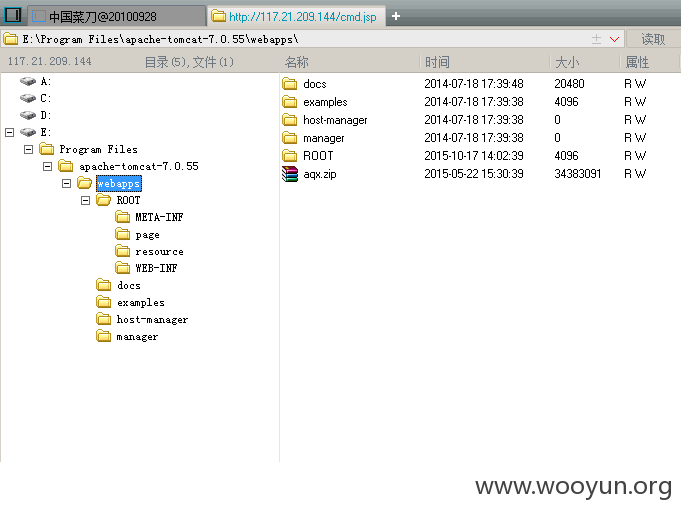 中国菜刀@20100928 http://117.21.209.144/cmd.jsp +
E:\Program Files\apache-tomcat-7.0.55\webapps\ 读取
117.21.209.144 目录(5),文件(1) 名称 时间 大小 属性
A:
C:
D:
E:
Program Files
apache-tomcat-7.0.55
webapps
ROOT
META-INF
page
resource
WEB-INF
docs
examples
host-manager
manager
docs 2014-07-18 17:39:48 20480 R W
examples 2014-07-18 17:39:38 4096 R W
host-manager 2014-07-18 17:39:38 0 R W
manager 2014-07-18 17:39:38 0 R W
ROOT 2015-10-17 14:02:39 4096 R W
aqx.zip 2015-05-22 15:30:39 34383091 R W
www.wooyun.org